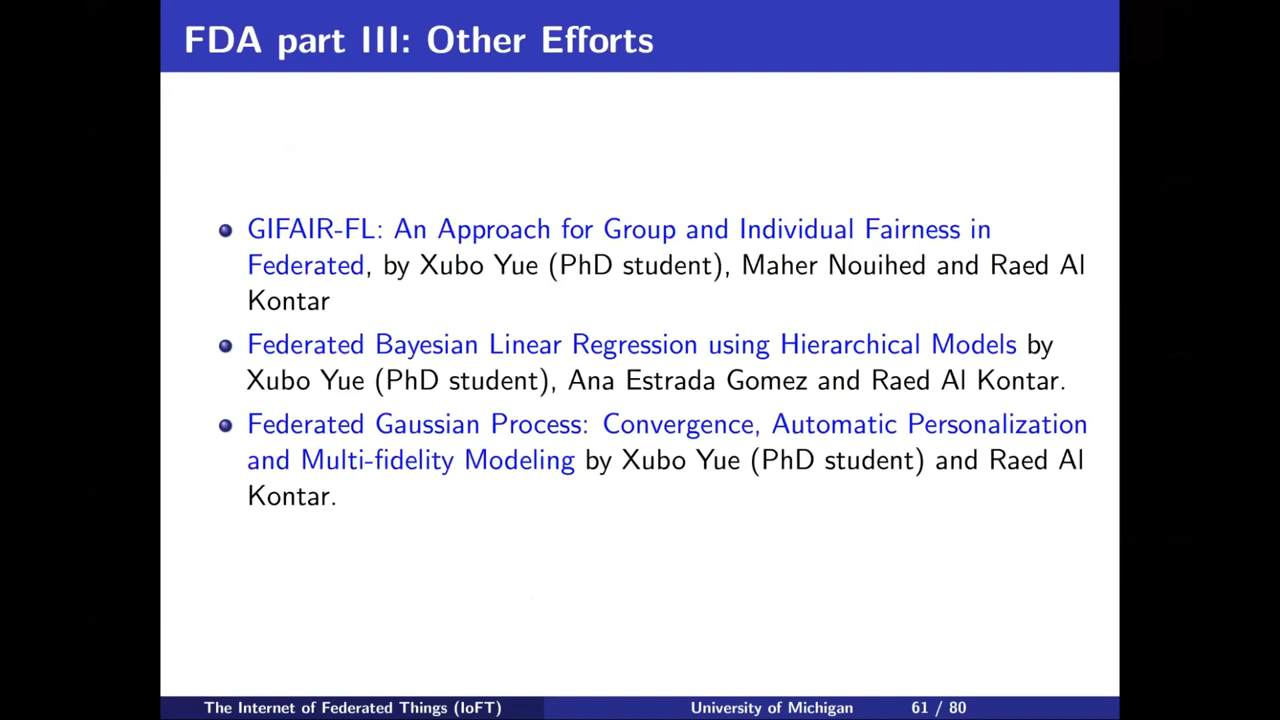 FDA part III: Other Efforts
GIFAIR-FL: An Approach for Group and Individual Fairness in
Federated, by Xubo Yue (PhD student), Maher Nouihed and Raed Al
Kontar
Federated Bayesian Linear Regression using Hierarchical Models by
Xubo Yue (PhD student), Ana Estrada Gomez and Raed Al Kontar.
Federated Gaussian Process: Convergence, Automatic Personalization
and Multi-fidelity Modeling by Xubo Yue (PhD student) and Raed Al
Kontar.
The Internet of Federated Things (IoFT) University of Michigan 61 / 80